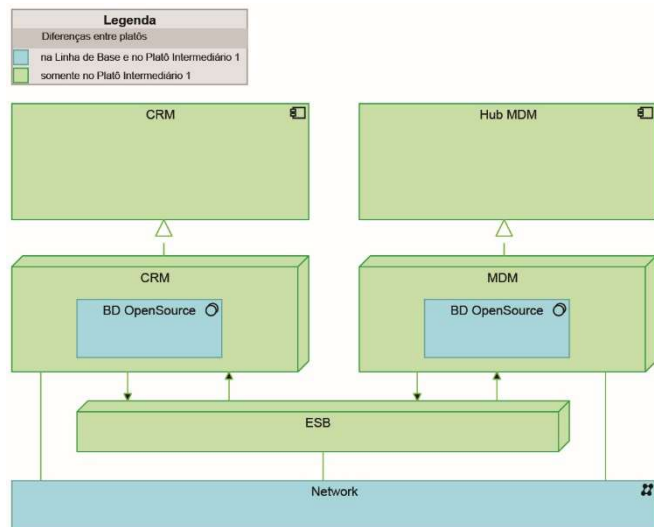 Legenda
Diferenças entre platôs
na Linha de Base e no Platô Intermediário 1
somente no Platô Intermediário 1
CRM
Hub MDM
CRM
MDM
BD OpenSource
BD OpenSource
ESB
Network